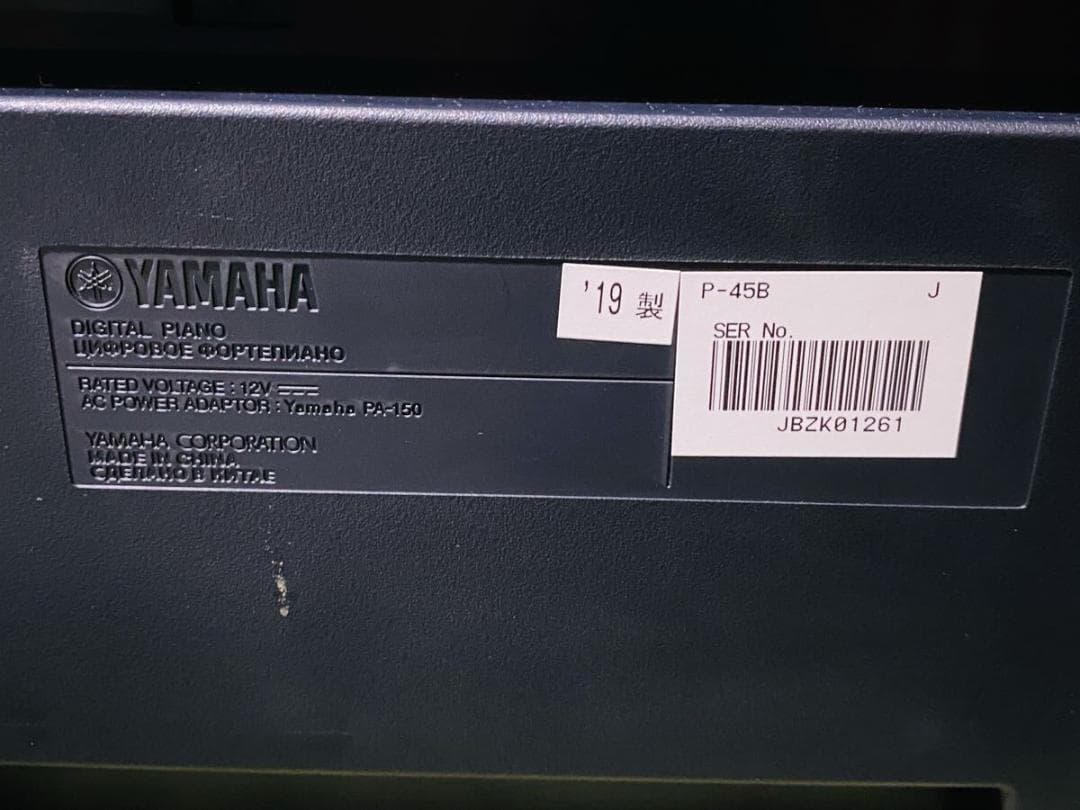 YAMAHA
DIGITAL PIANO
ЦИФРОВОЕ ФОРТЕПИАНО
RATED VOLTAGE : 12V
AC POWER ADAPTOR : Yamaha PA-150
YAMAHA CORPORATION
MADE IN CHINA
СДЕЛАНО В КИТАЕ
'19 製
P-45B J
SER No.
JBZK01261